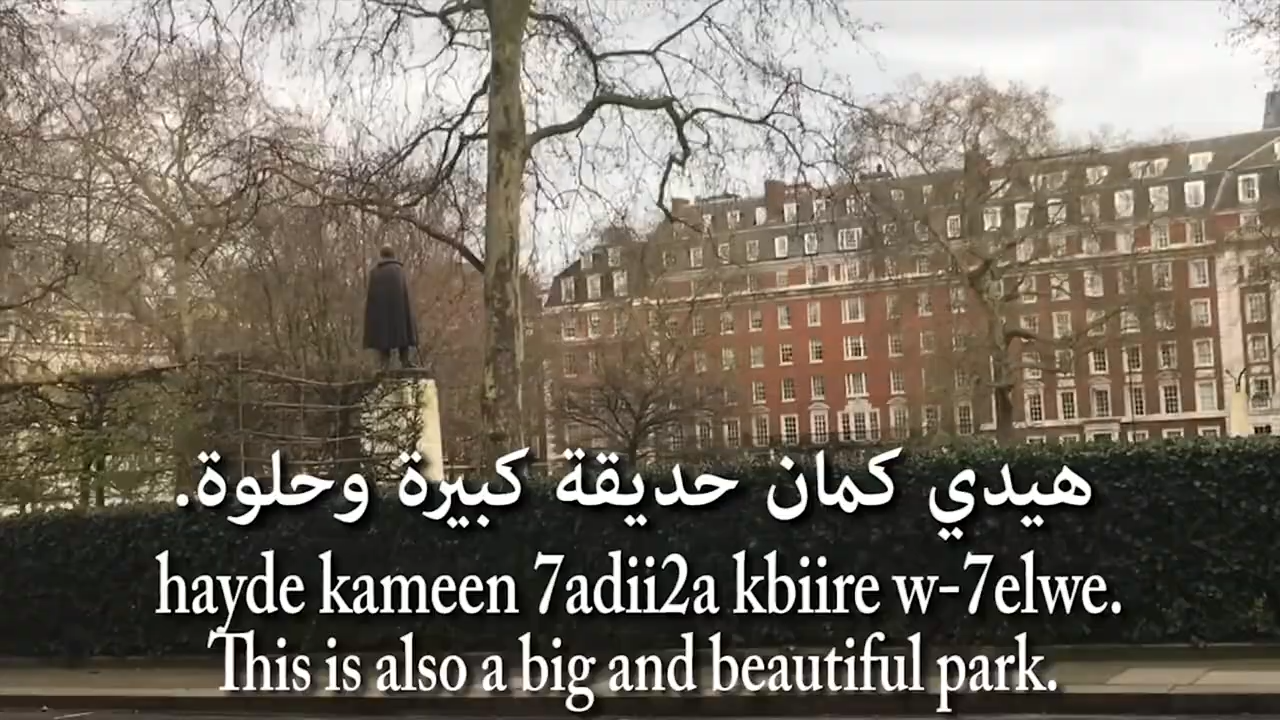 هيدي كمان حديقة كبيرة وحلوة.
hayde kameen 7adii2a kbiire w-7elwe.
This is also a big and beautiful park.